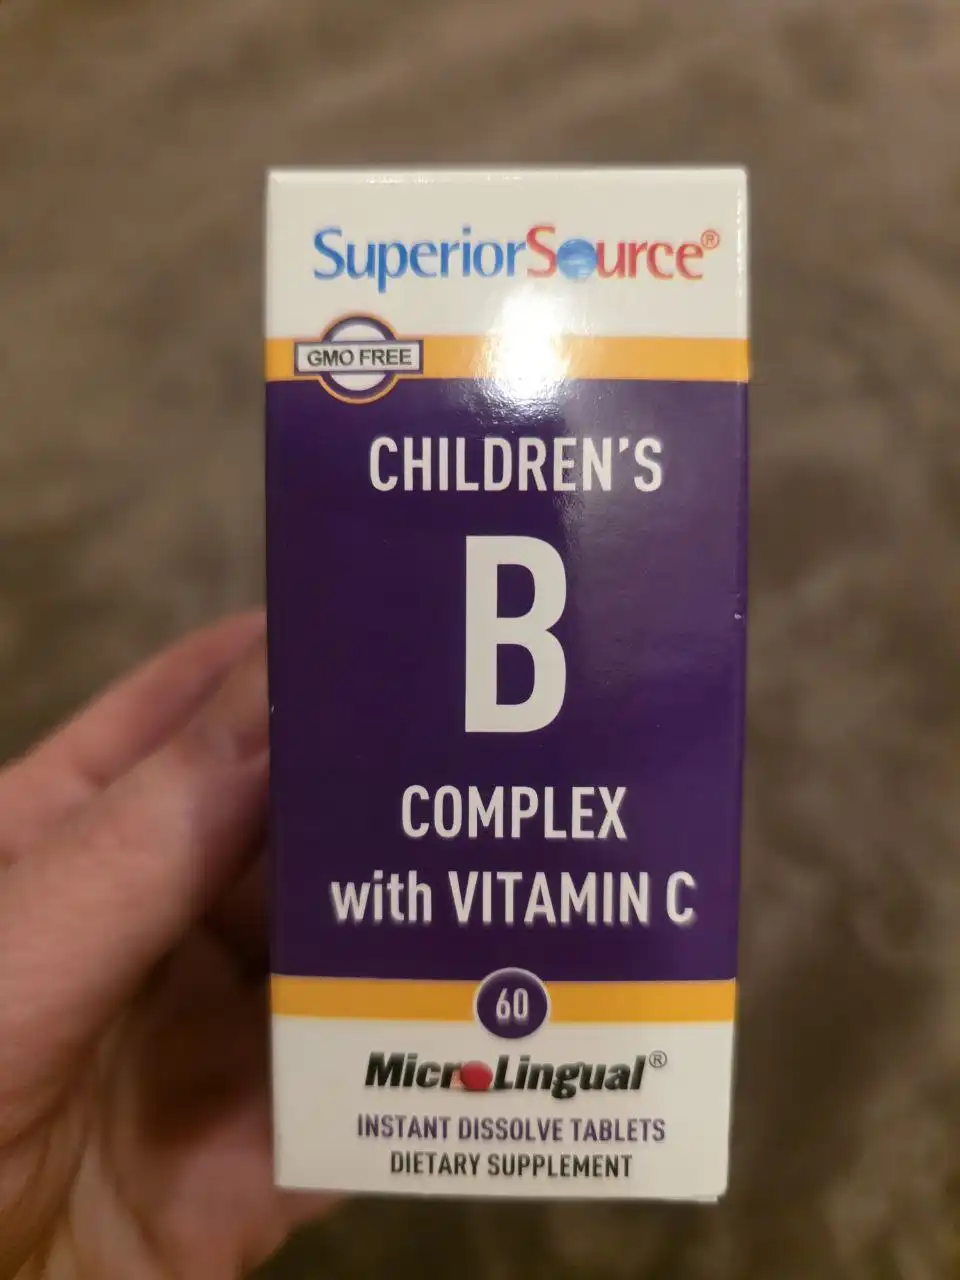 SuperiorSource®
GMO FREE
CHILDREN'S
B
COMPLEX
with VITAMIN C
60
MicroLingual®
INSTANT DISSOLVE TABLETS
DIETARY SUPPLEMENT